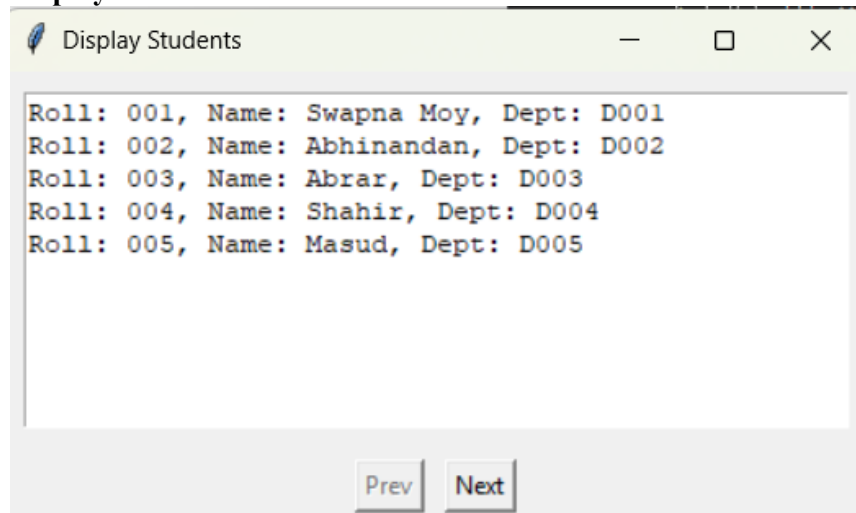 Display Students
Roll: 001, Name: Swapna Moy, Dept: D001
Roll: 002, Name: Abhinandan, Dept: D002
Roll: 003, Name: Abrar, Dept: D003
Roll: 004, Name: Shahir, Dept: D004
Roll: 005, Name: Masud, Dept: D005
Prev Next